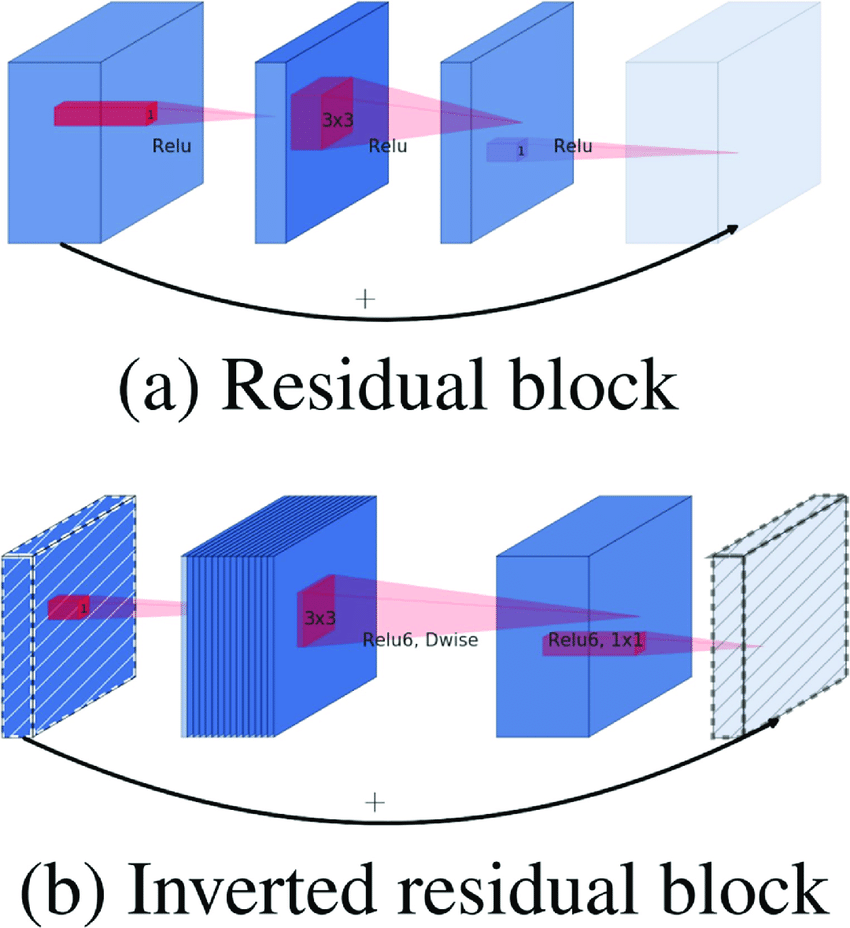 1
3x3
1
Relu
Relu
Relu
+
(a) Residual block
1
3x3
Relu6, Dwise
Relu6, 1x1
+
(b) Inverted residual block